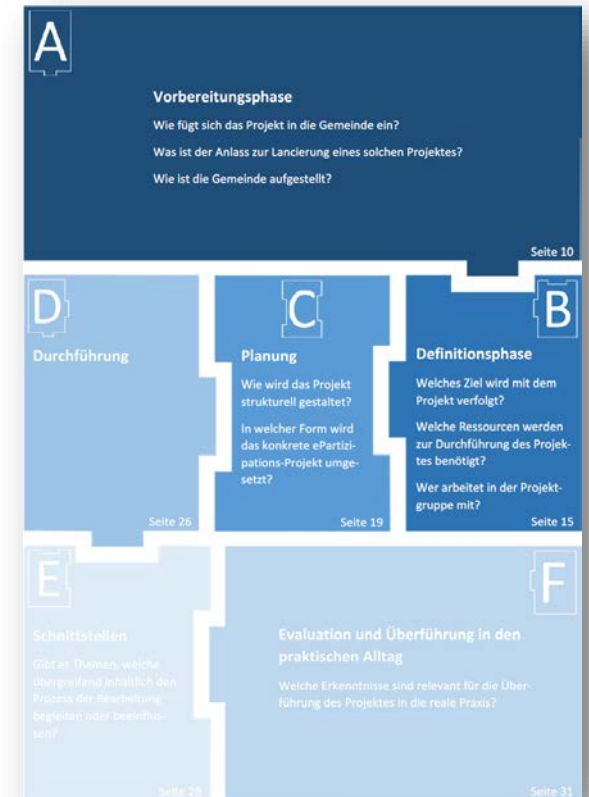 A
Vorbereitungsphase
Wie fügt sich das Projekt in die Gemeinde ein?
Was ist der Anlass zur Lancierung eines solchen Projektes?
Wie ist die Gemeinde aufgestellt?
Seite 10
B
Definitionsphase
Welches Ziel wird mit dem
Projekt verfolgt?
Welche Ressourcen werden
zur Durchführung des Projek-
tes benötigt?
Wer arbeitet in der Projekt-
gruppe mit?
Seite 15
C
Planung
Wie wird das Projekt
strukturell gestaltet?
In welcher Form wird
das konkrete ePartizi-
pations-Projekt umge-
setzt?
Seite 19
D
Durchführung
Seite 26
E
Schnittstellen
Gibt es Themen, welche
übergreifend inhaltlich den
Prozess der Bearbeitung
begleiten oder beeinflus-
sen?
Seite 28
F
Evaluation und Überführung in den
praktischen Alltag
Welche Erkenntnisse sind relevant für die Über-
führung des Projektes in die reale Praxis?
Seite 31